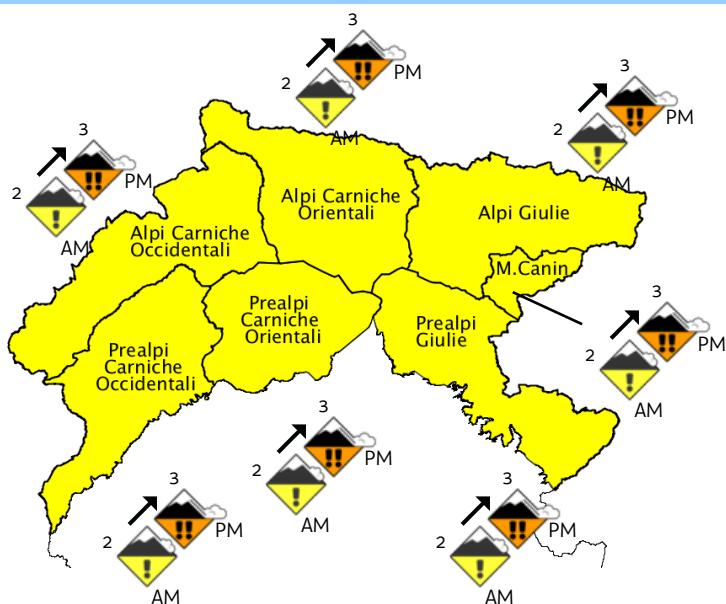 3
2
PM
AM
3
2
PM
AM
3
2
PM
AM
Alpi Carniche
Orientali
Alpi Giulie
Alpi Carniche
Occidentali
M.Canin
Prealpi
Carniche
Orientali
Prealpi
Giulie
Prealpi
Carniche
Occidentali
3
2
PM
AM
3
2
PM
AM
3
2
PM
AM
3
2
PM
AM